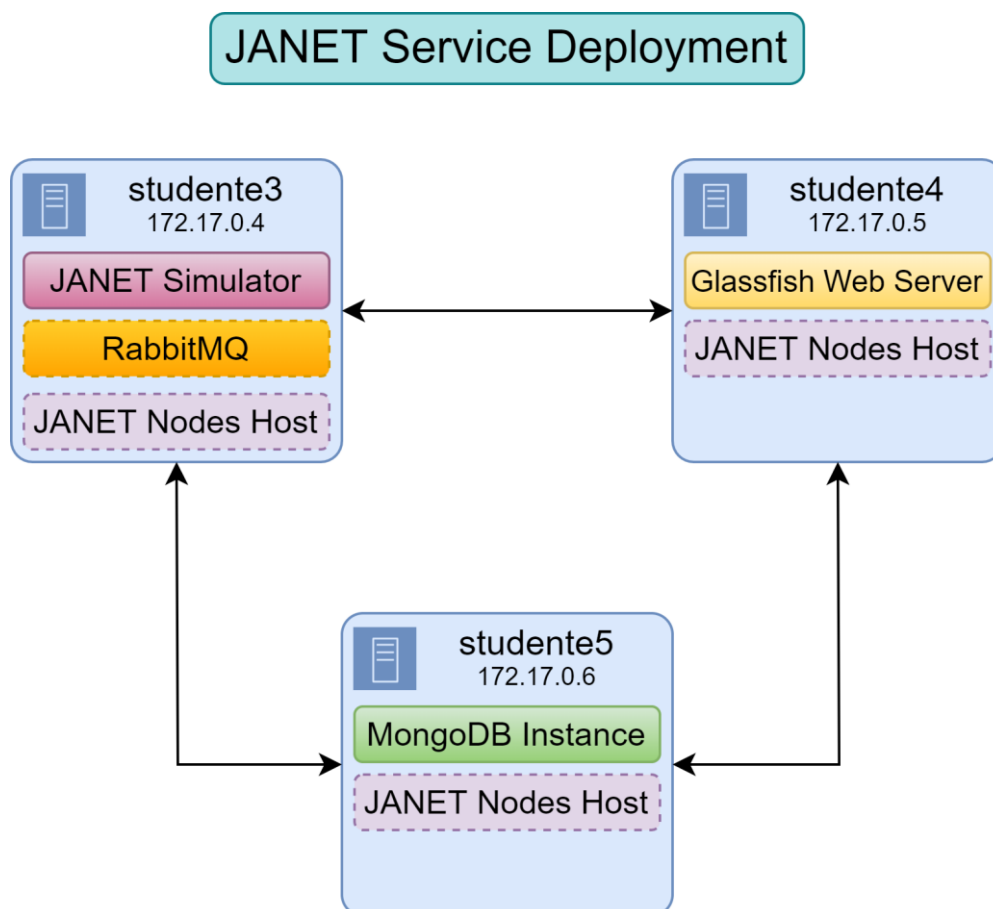 JANET Service Deployment
studente3
172.17.0.4
JANET Simulator
RabbitMQ
JANET Nodes Host
studente4
172.17.0.5
Glassfish Web Server
JANET Nodes Host
studente5
172.17.0.6
MongoDB Instance
JANET Nodes Host